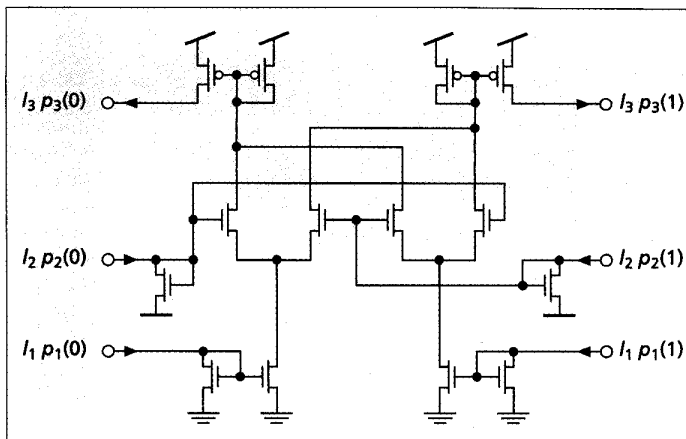 I₃ p₃(0)
I₃ p₃(1)
I₂ p₂(0)
I₂ p₂(1)
I₁ p₁(0)
I₁ p₁(1)